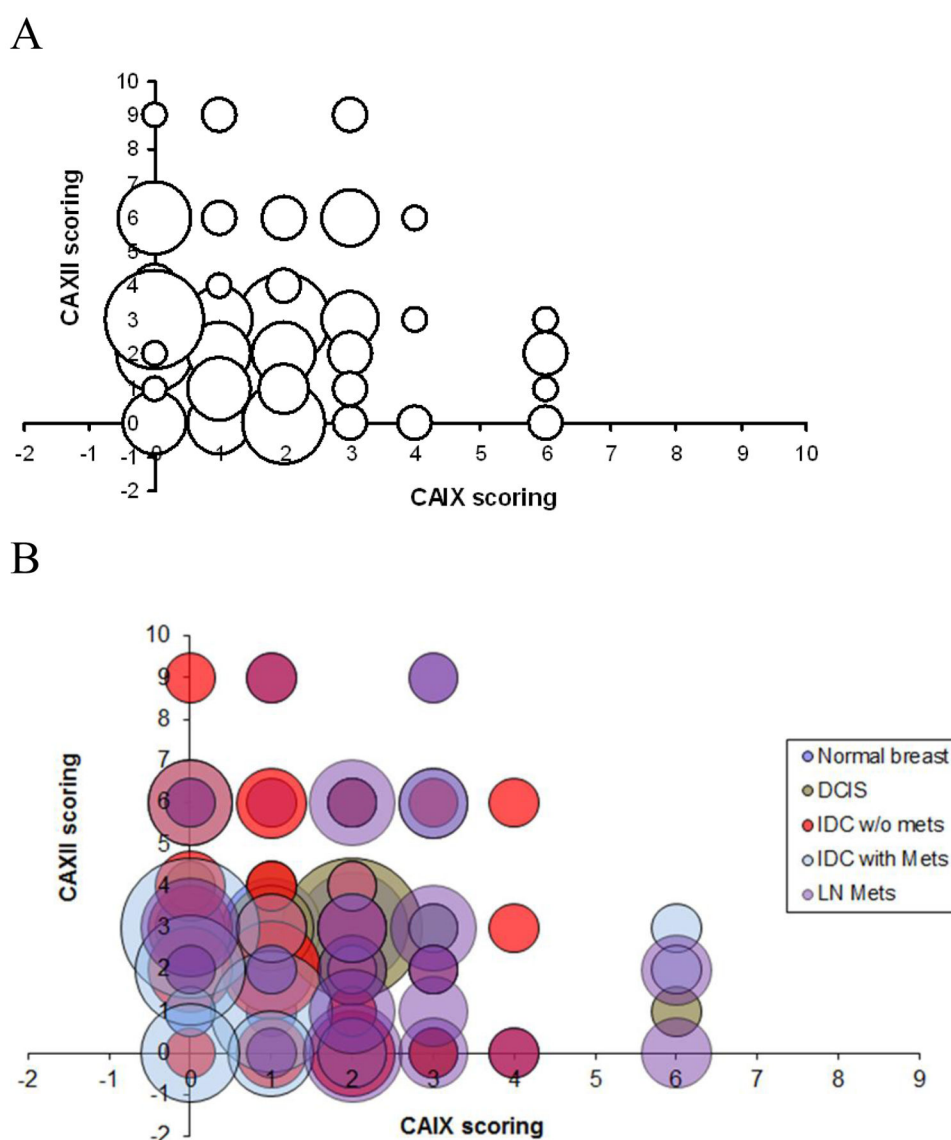 A
10
9
8
7
6
5
4
3
2
1
0
-1
-2
CAXII scoring
-2 -1 0 1 2 3 4 5 6 7 8 9 10
CAIX scoring
B
10
9
8
7
6
5
4
3
2
1
0
-1
-2
CAXII scoring
-2 -1 0 1 2 3 4 5 6 7 8 9
CAIX scoring
Normal breast
DCIS
IDC w/o mets
IDC with Mets
LN Mets